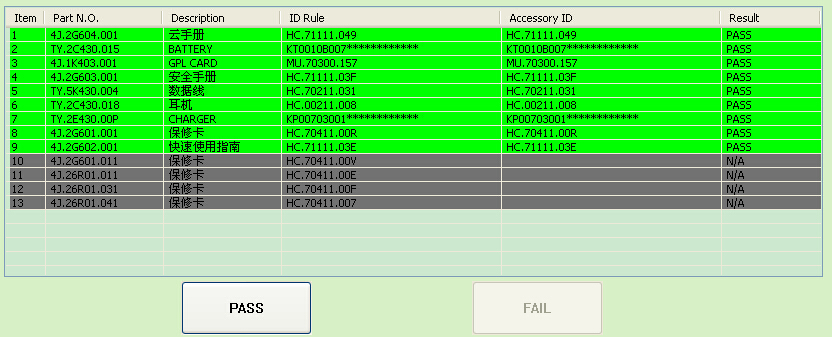 Item Part N.O. Description ID Rule Accessory ID Result
1 4J.2G604.001 云手册 HC.71111.049 HC.71111.049 PASS
2 TY.2C430.015 BATTERY KT0010B007************ KT0010B007************ PASS
3 4J.1K403.001 GPL CARD MU.70300.157 MU.70300.157 PASS
4 4J.2G603.001 安全手册 HC.71111.03F HC.71111.03F PASS
5 TY.5K430.004 数据线 HC.70211.031 HC.70211.031 PASS
6 TY.2C430.018 耳机 HC.00211.008 HC.00211.008 PASS
7 TY.2E430.00P CHARGER KP00703001************ KP00703001************ PASS
8 4J.2G601.001 保修卡 HC.70411.00R HC.70411.00R PASS
9 4J.2G602.001 快速使用指南 HC.71111.03E HC.71111.03E PASS
10 4J.2G601.011 保修卡 HC.70411.00V N/A
11 4J.26R01.011 保修卡 HC.70411.00E N/A
12 4J.26R01.031 保修卡 HC.70411.00F N/A
13 4J.26R01.041 保修卡 HC.70411.007 N/A
PASS FAIL